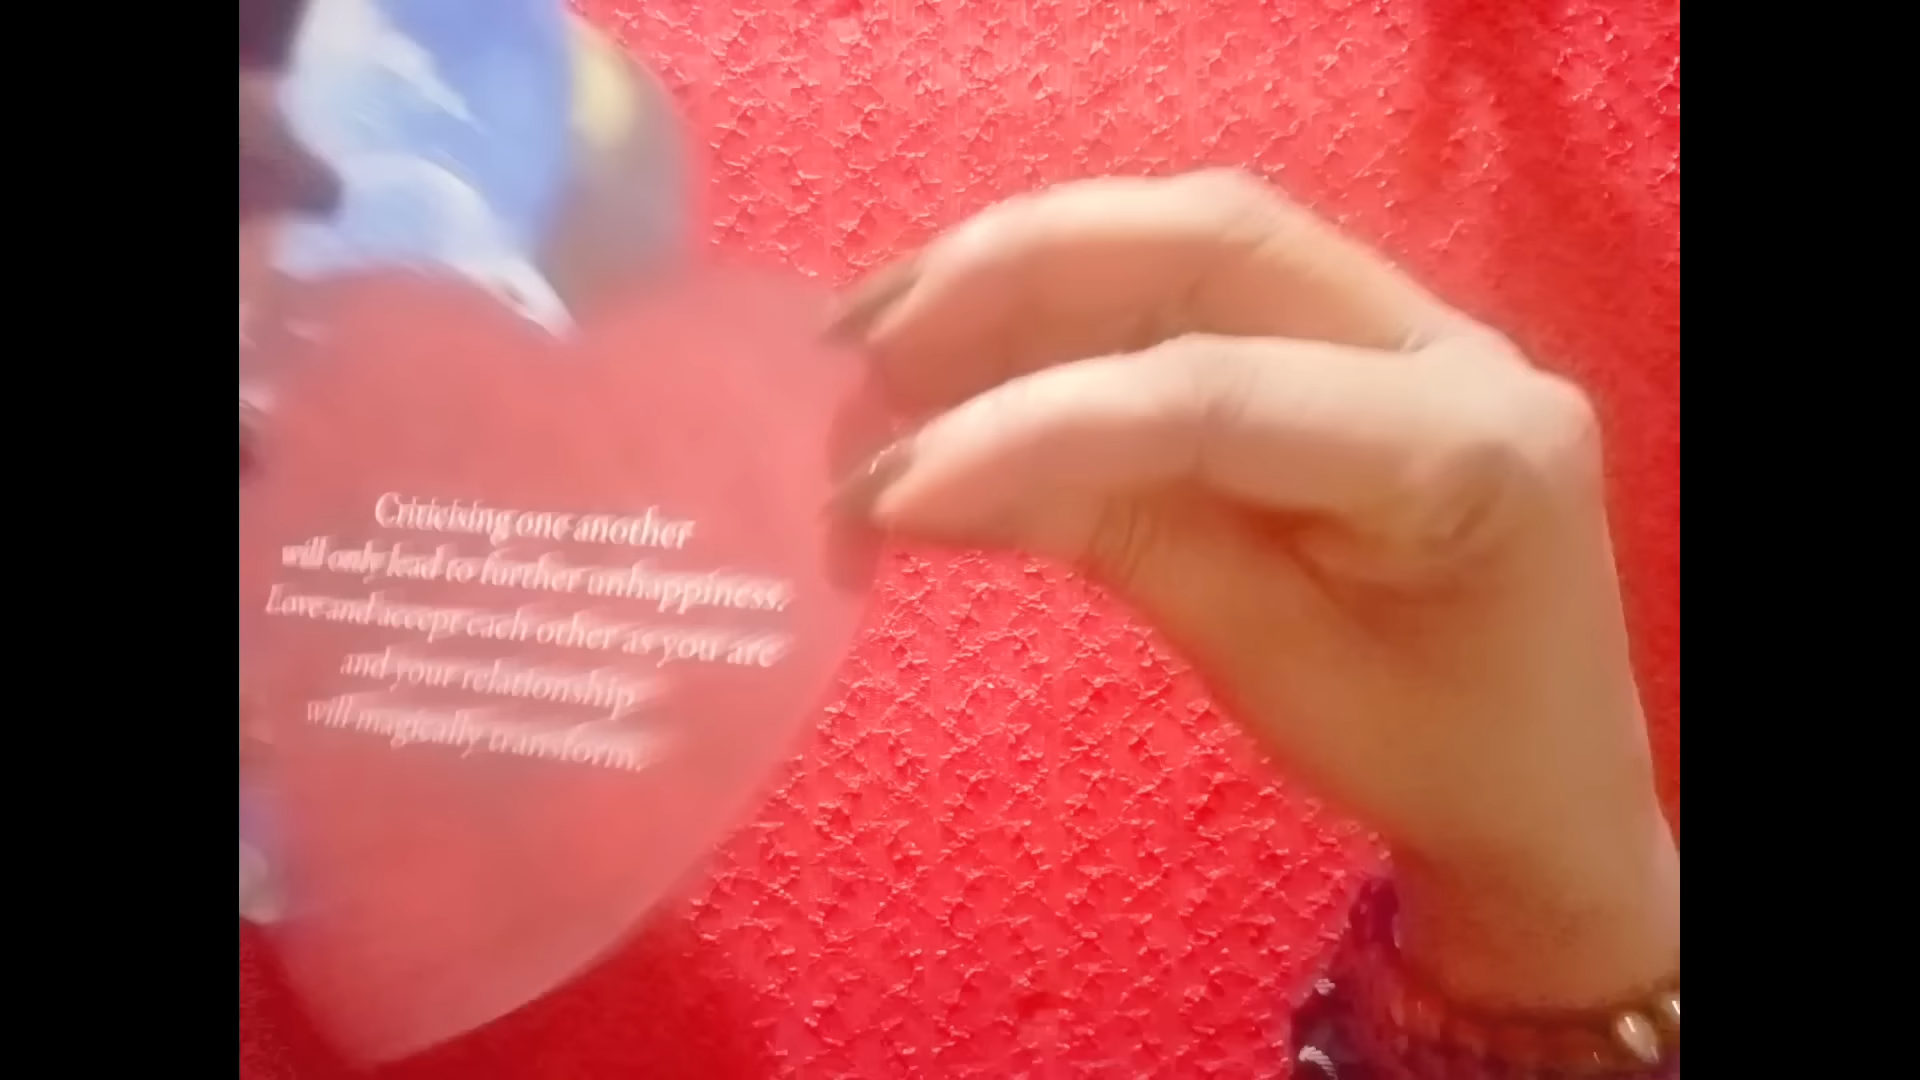 Criticising one another
will only lead to further unhappiness.
Love and accept each other as you are
and your relationship
will magically transform.